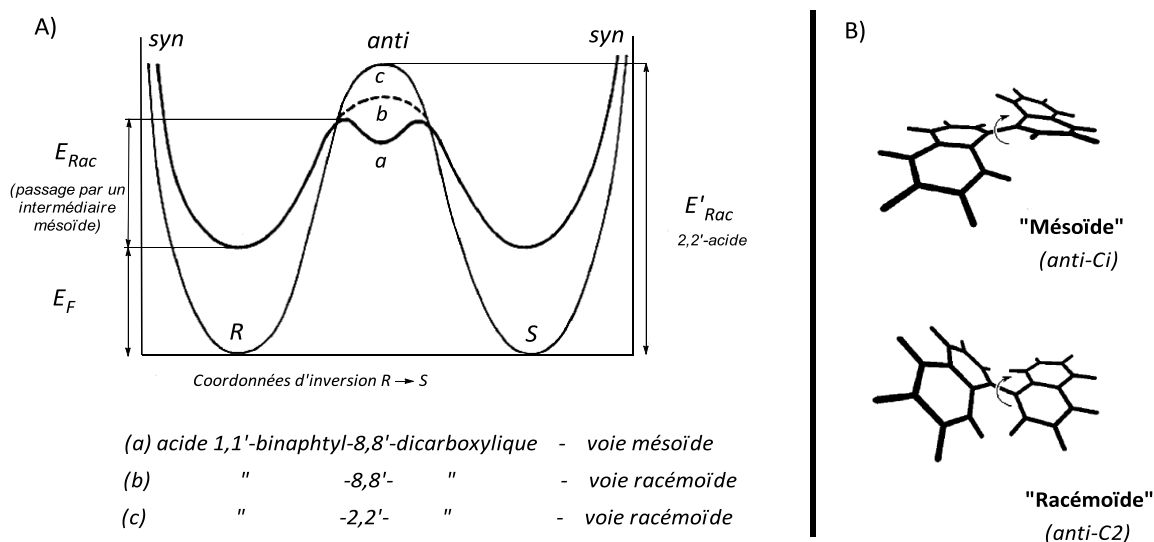 A)
syn
anti
syn
c
b
a
E_Rac
(passage par un
intermédiaire
mésoïde)
E_F
E'_Rac
2,2'-acide
R
S
Coordonnées d'inversion R → S
(a) acide 1,1'-binaphtyl-8,8'-dicarboxylique - voie mésoïde
(b) " -8,8'- " - voie racémoïde
(c) " -2,2'- " - voie racémoïde
B)
"Mésoïde"
(anti-Ci)
"Racémoïde"
(anti-C2)